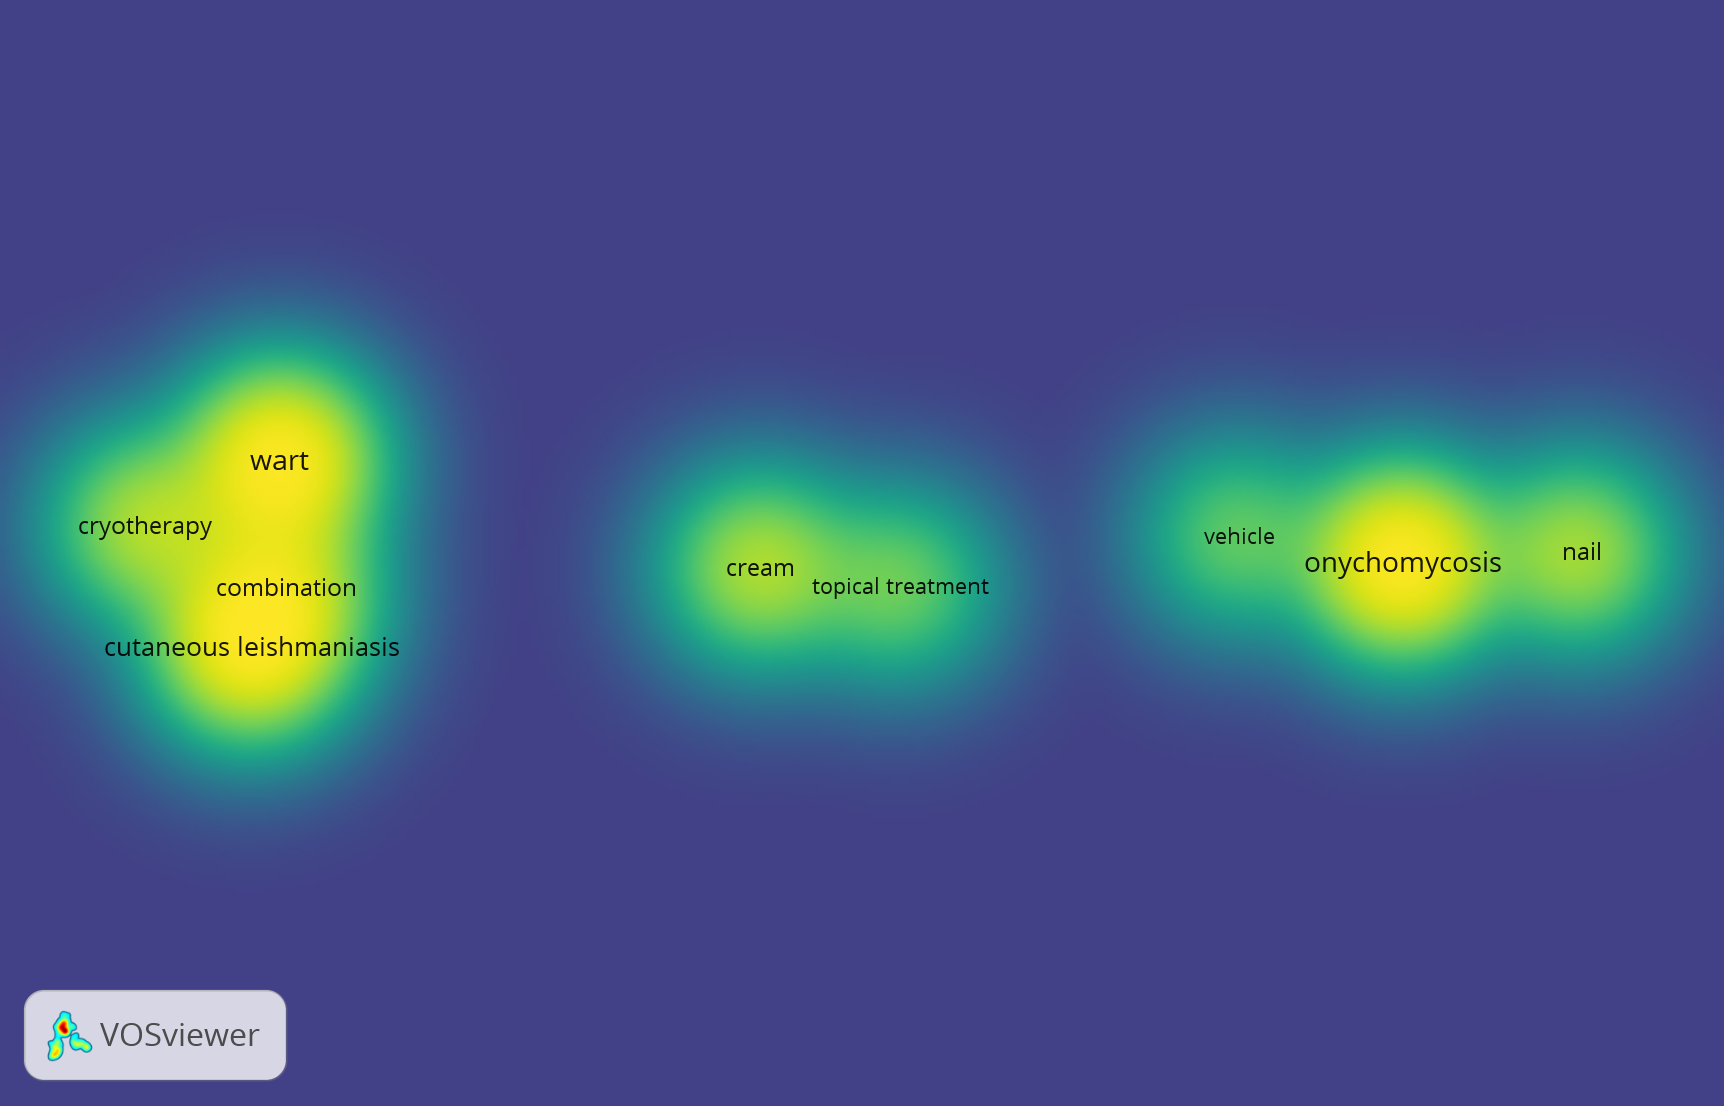 wart
cryotherapy
combination
cutaneous leishmaniasis
cream
topical treatment
vehicle
onychomycosis
nail
VOSviewer